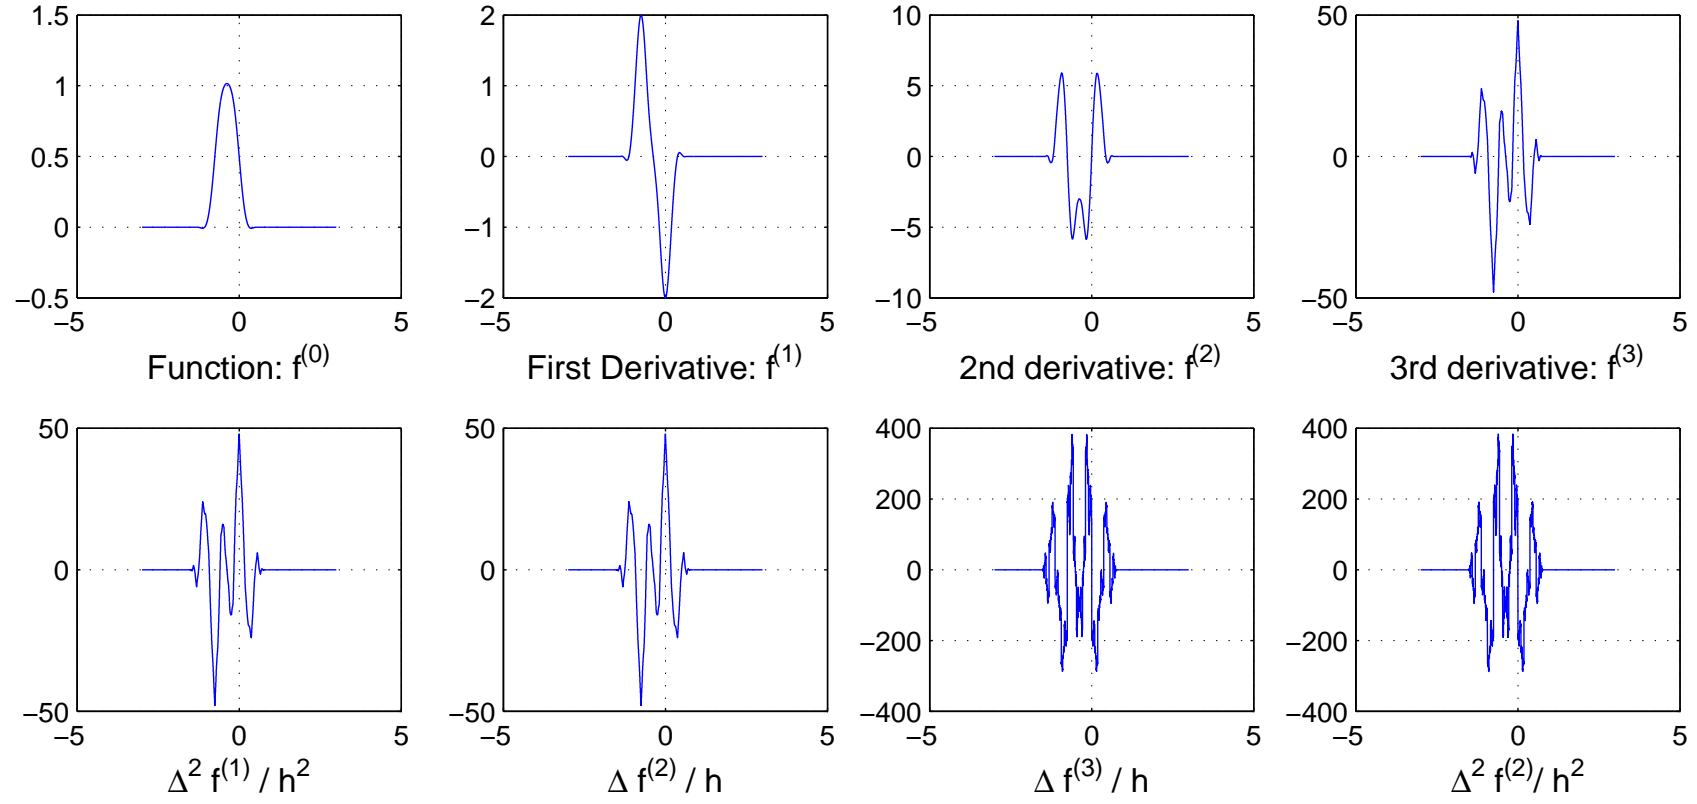 1.5
1
0.5
0
−0.5
−5 0 5
Function: f^(0)
2
1
0
−1
−2
−5 0 5
First Derivative: f^(1)
10
5
0
−5
−10
−5 0 5
2nd derivative: f^(2)
50
0
−50
−5 0 5
3rd derivative: f^(3)
50
0
−50
−5 0 5
Δ^2 f^(1) / h^2
50
0
−50
−5 0 5
Δ f^(2) / h
400
200
0
−200
−400
−5 0 5
Δ f^(3) / h
400
200
0
−200
−400
−5 0 5
Δ^2 f^(2)/ h^2